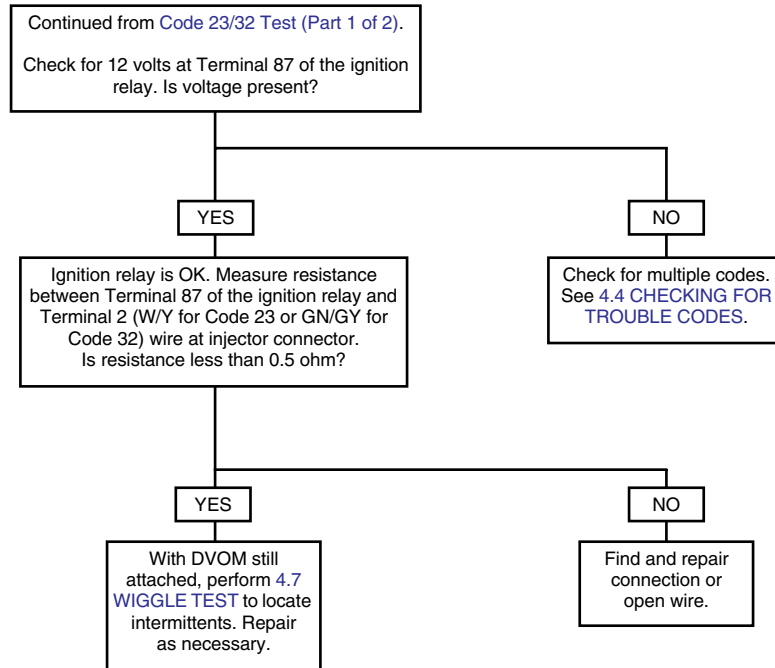 Continued from Code 23/32 Test (Part 1 of 2).
Check for 12 volts at Terminal 87 of the ignition
relay. Is voltage present?
YES
NO
Ignition relay is OK. Measure resistance
between Terminal 87 of the ignition relay and
Terminal 2 (W/Y for Code 23 or GN/GY for
Code 32) wire at injector connector.
Is resistance less than 0.5 ohm?
Check for multiple codes.
See 4.4 CHECKING FOR
TROUBLE CODES.
YES
NO
With DVOM still
attached, perform 4.7
WIGGLE TEST to locate
intermittents. Repair
as necessary.
Find and repair
connection or
open wire.